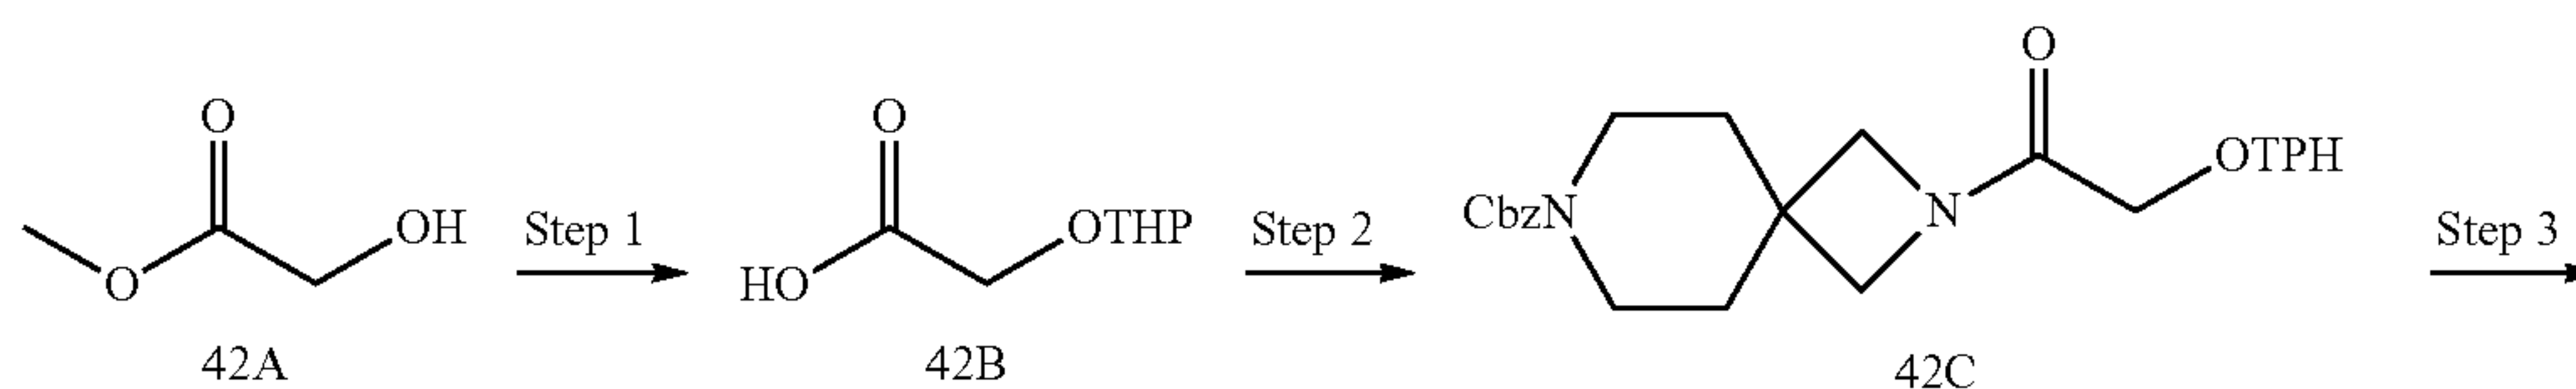 O
OH
O
42A
Step 1
O
OTHP
HO
42B
Step 2
O
OTPH
N
CbzN
42C
Step 3